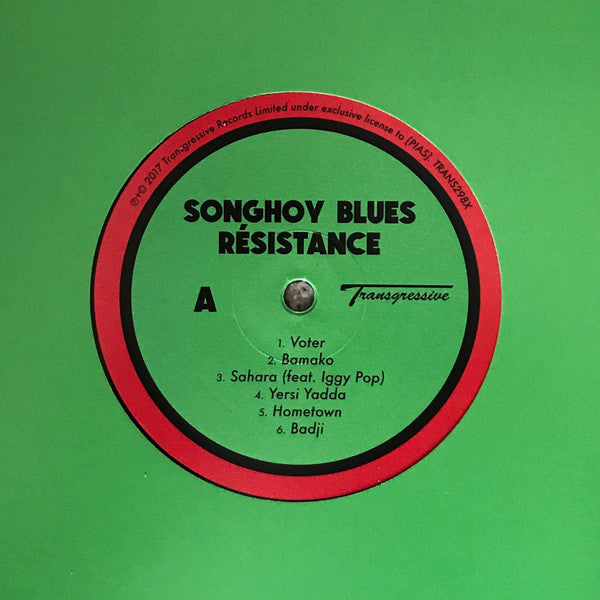 ℗+© 2017 Transgressive Records Limited under exclusive license to [PIAS]. TRANS298X
SONGHOY BLUES
RÉSISTANCE
A
Transgressive
1. Voter
2. Bamako
3. Sahara (feat. Iggy Pop)
4. Yersi Yadda
5. Hometown
6. Badji